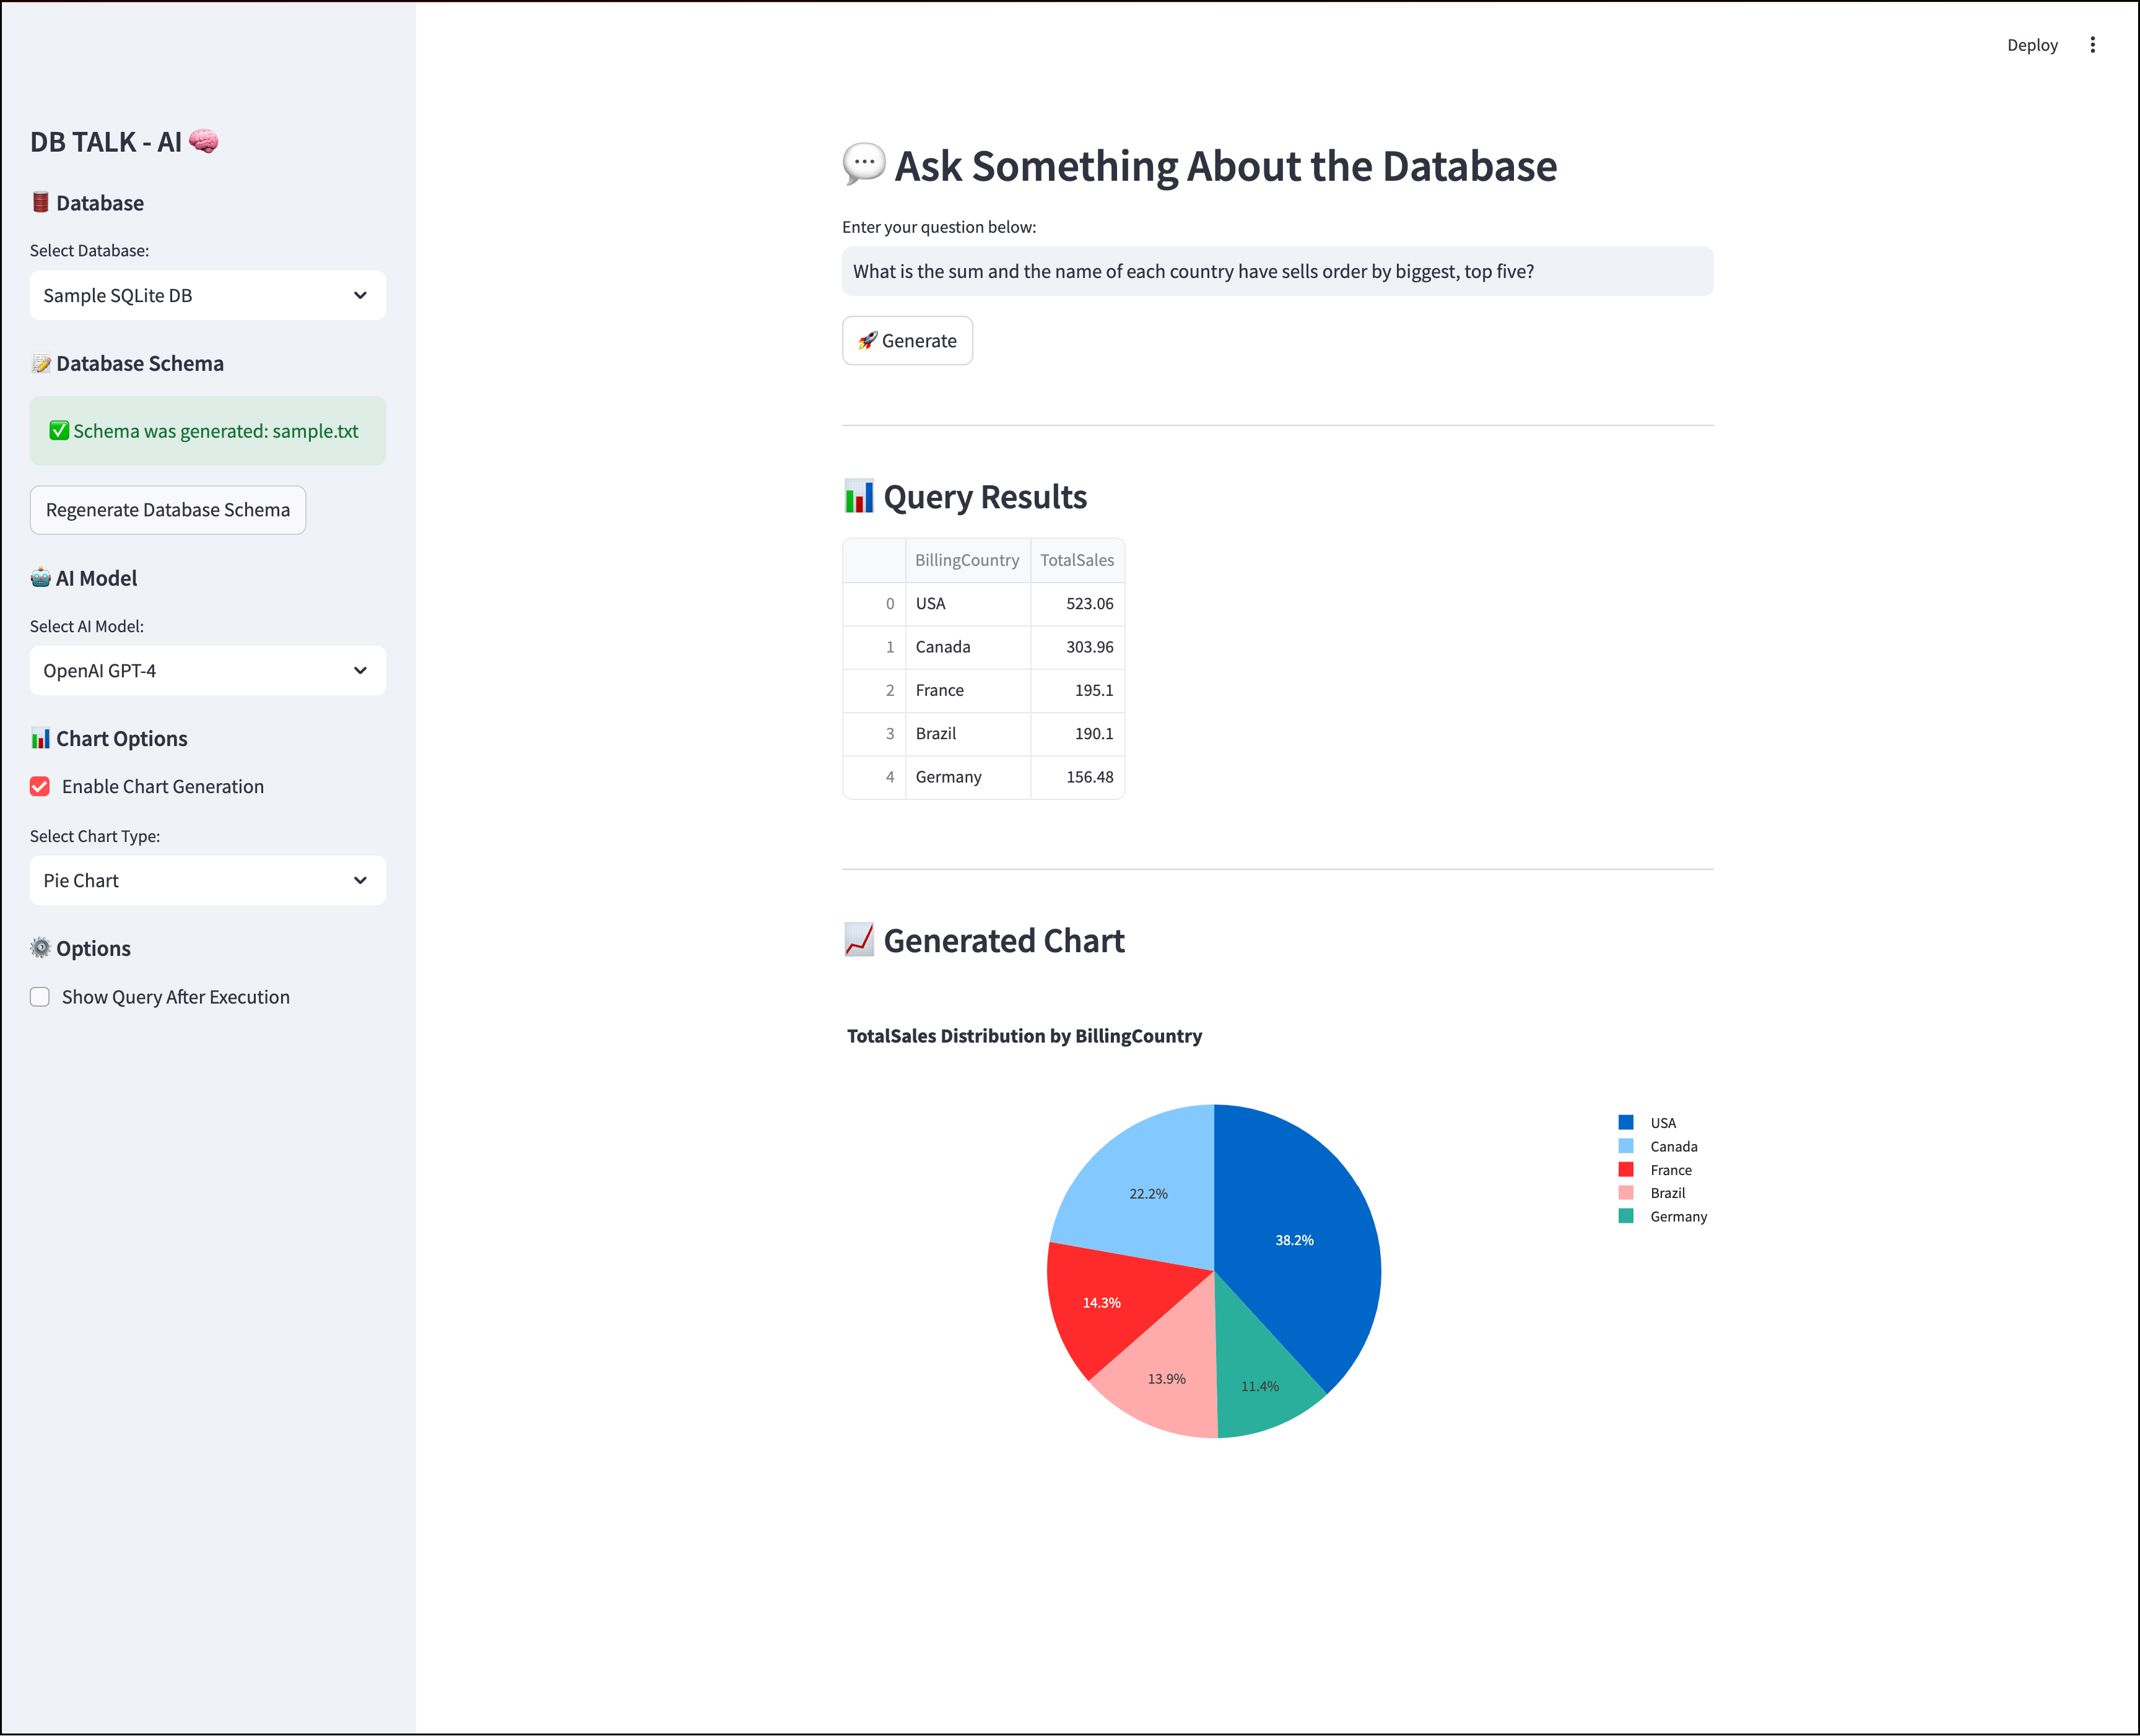 Deploy
DB TALK - AI 🧠
🛢️ Database
Select Database:
Sample SQLite DB
📝 Database Schema
✅ Schema was generated: sample.txt
Regenerate Database Schema
🤖 AI Model
Select AI Model:
OpenAI GPT-4
📊 Chart Options
Enable Chart Generation
Select Chart Type:
Pie Chart
⚙️ Options
Show Query After Execution
💬 Ask Something About the Database
Enter your question below:
What is the sum and the name of each country have sells order by biggest, top five?
🚀 Generate
📊 Query Results
BillingCountry TotalSales
0 USA 523.06
1 Canada 303.96
2 France 195.1
3 Brazil 190.1
4 Germany 156.48
📈 Generated Chart
TotalSales Distribution by BillingCountry
22.2%
38.2%
14.3%
13.9%
11.4%
USA
Canada
France
Brazil
Germany